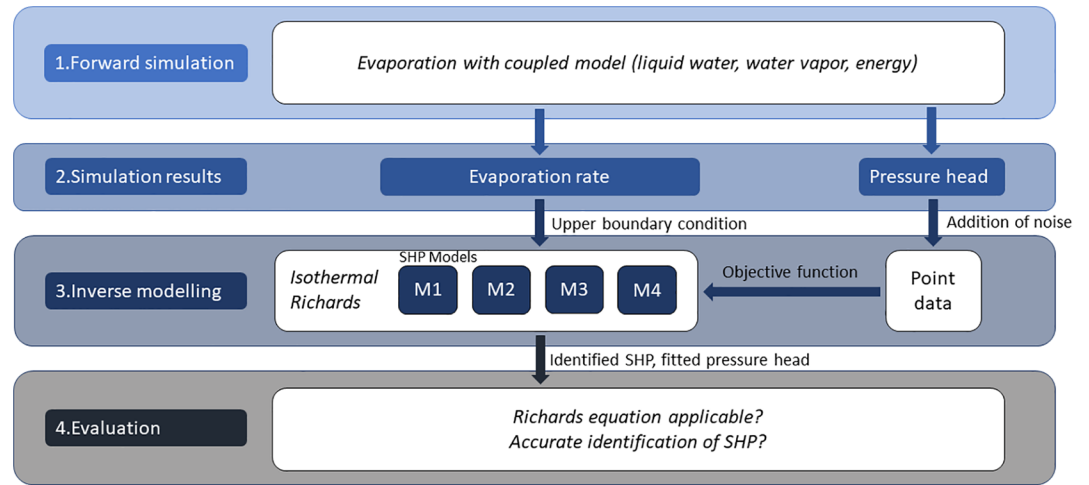 1.Forward simulation
Evaporation with coupled model (liquid water, water vapor, energy)
2.Simulation results
Evaporation rate
Pressure head
Upper boundary condition
Addition of noise
3.Inverse modelling
Isothermal
Richards
SHP Models
M1
M2
M3
M4
Objective function
Point
data
Identified SHP, fitted pressure head
4.Evaluation
Richards equation applicable?
Accurate identification of SHP?